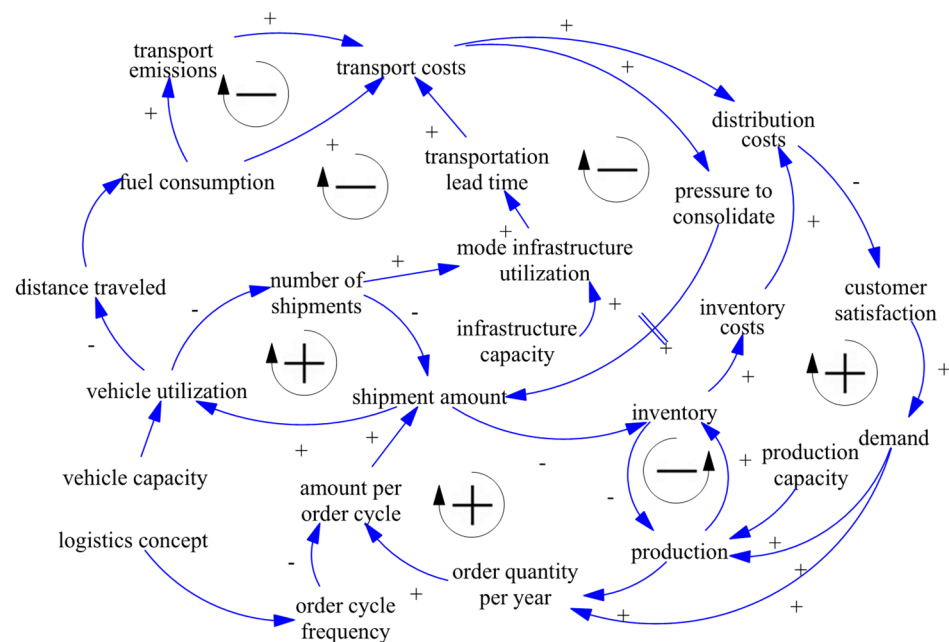 +
transport
emissions
transport costs
+
+
+
distribution
costs
+
+
fuel consumption
transportation
lead time
pressure to
consolidate
-
+
+
mode infrastructure
utilization
+
distance traveled
number of
shipments
-
-
+
infrastructure
capacity
+
inventory
costs
customer
satisfaction
-
+
vehicle utilization
shipment amount
+
+
inventory
demand
+
+
-
+
production
capacity
vehicle capacity
amount per
order cycle
-
logistics concept
production
+
-
order quantity
per year
+
+
order cycle
frequency
+
+